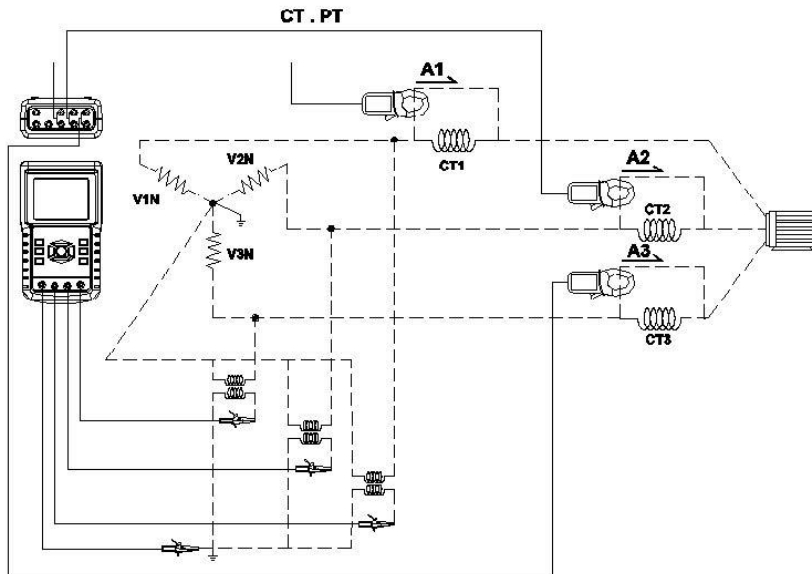 CT . PT
A1
CT1
V1N
V2N
V3N
A2
CT2
A3
CT3